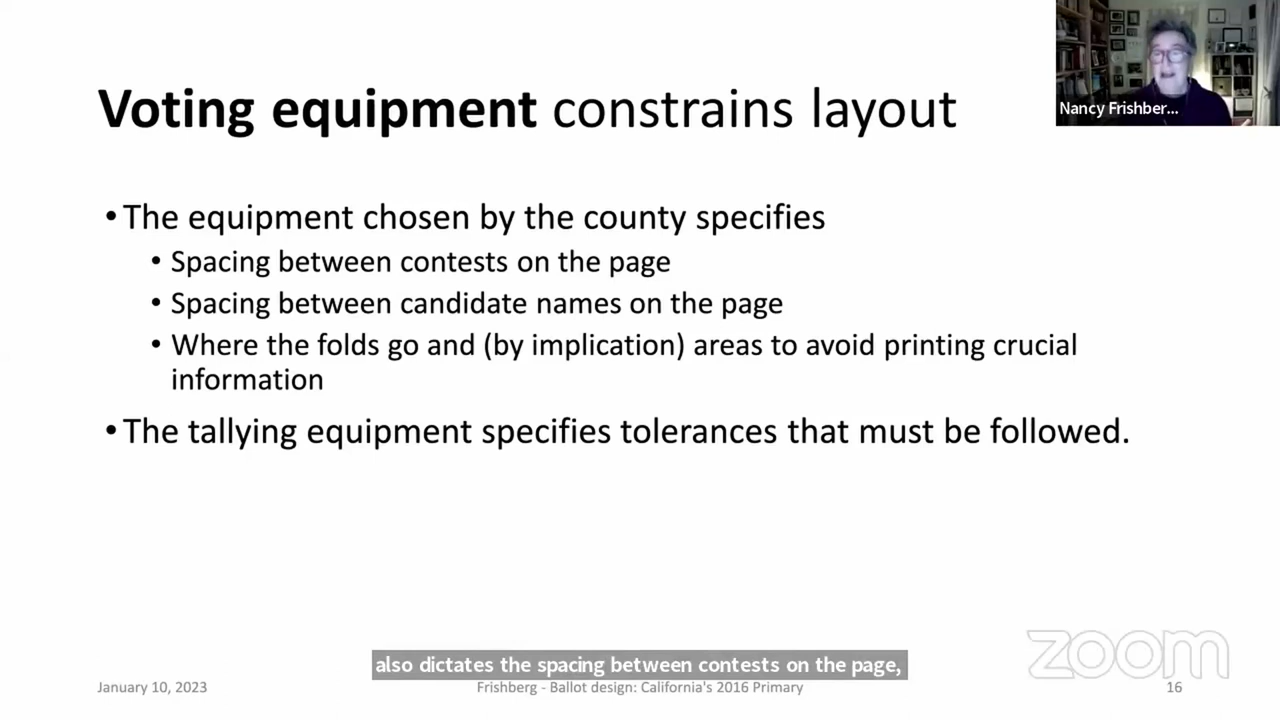 Voting equipment constrains layout
Nancy Frishber...
• The equipment chosen by the county specifies
• Spacing between contests on the page
• Spacing between candidate names on the page
• Where the folds go and (by implication) areas to avoid printing crucial
information
• The tallying equipment specifies tolerances that must be followed.
also dictates the spacing between contests on the page,
zoom
January 10, 2023
Frishberg - Ballot design: California's 2016 Primary
16